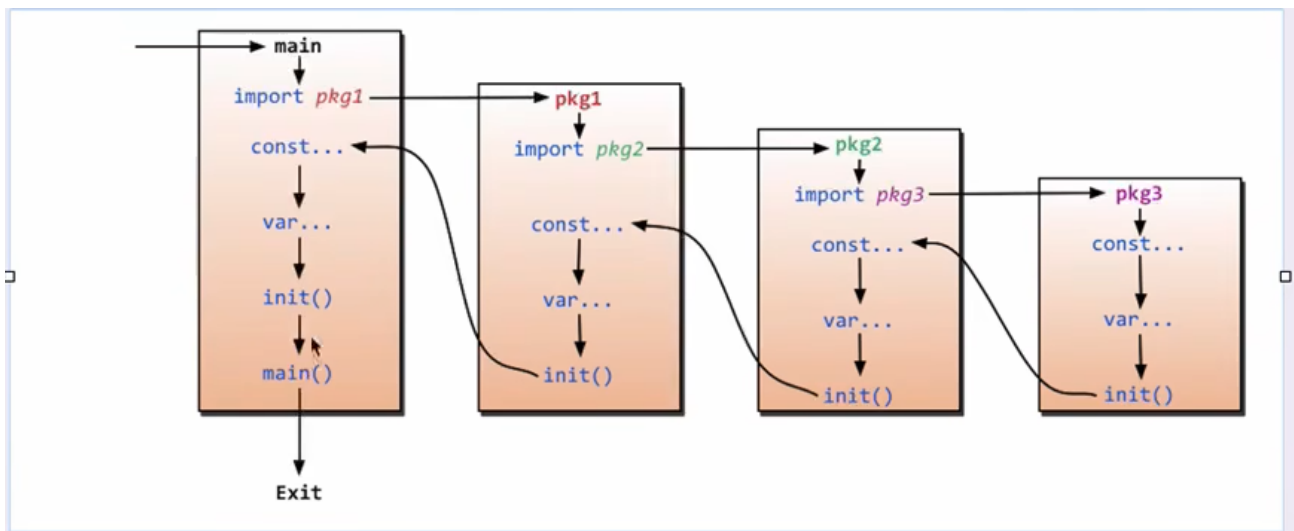 main
import pkg1
const...
var...
init()
main()
Exit
pkg1
import pkg2
const...
var...
init()
pkg2
import pkg3
const...
var...
init()
pkg3
const...
var...
init()